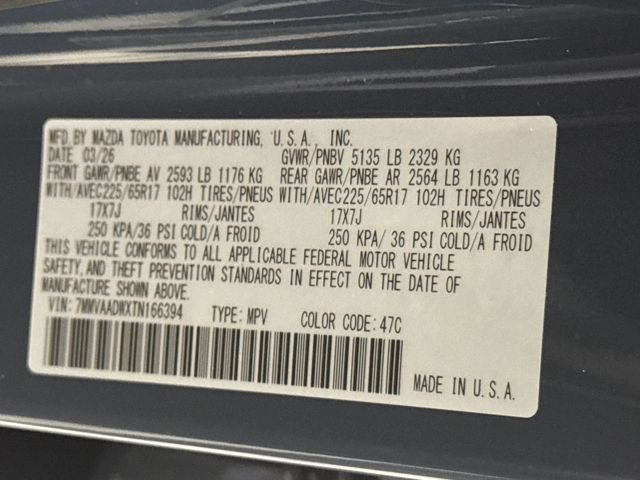 MFD BY MAZDA TOYOTA MANUFACTURING, U.S.A., INC.
DATE 03/26 GVWR/PNBV 5135 LB 2329 KG
FRONT GAWR/PNBE AV 2593 LB 1176 KG REAR GAWR/PNBE AR 2564 LB 1163 KG
WITH/AVEC225/65R17 102H TIRES/PNEUS WITH/AVEC225/65R17 102H TIRES/PNEUS
17X7J RIMS/JANTES 17X7J RIMS/JANTES
250 KPA/36 PSI COLD/A FROID 250 KPA/ 36 PSI COLD/A FROID
THIS VEHICLE CONFORMS TO ALL APPLICABLE FEDERAL MOTOR VEHICLE
SAFETY, AND THEFT PREVENTION STANDARDS IN EFFECT ON THE DATE OF
MANUFACTURE SHOWN ABOVE.
VIN: 7MMVAADWXTN166394 TYPE: MPV COLOR CODE: 47C
MADE IN U.S.A.